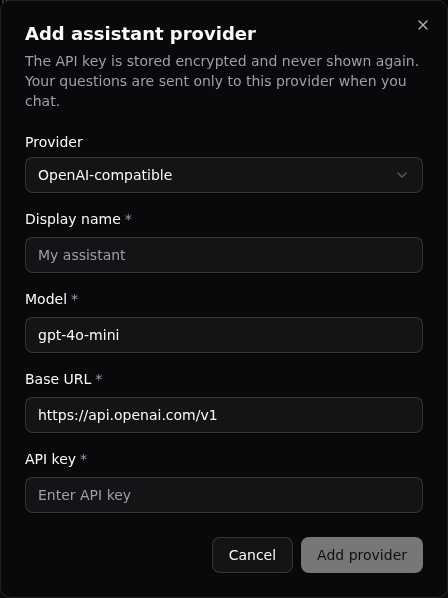 Add assistant provider
The API key is stored encrypted and never shown again.
Your questions are sent only to this provider when you
chat.
Provider
OpenAI-compatible
Display name *
My assistant
Model *
gpt-4o-mini
Base URL *
https://api.openai.com/v1
API key *
Enter API key
Cancel
Add provider